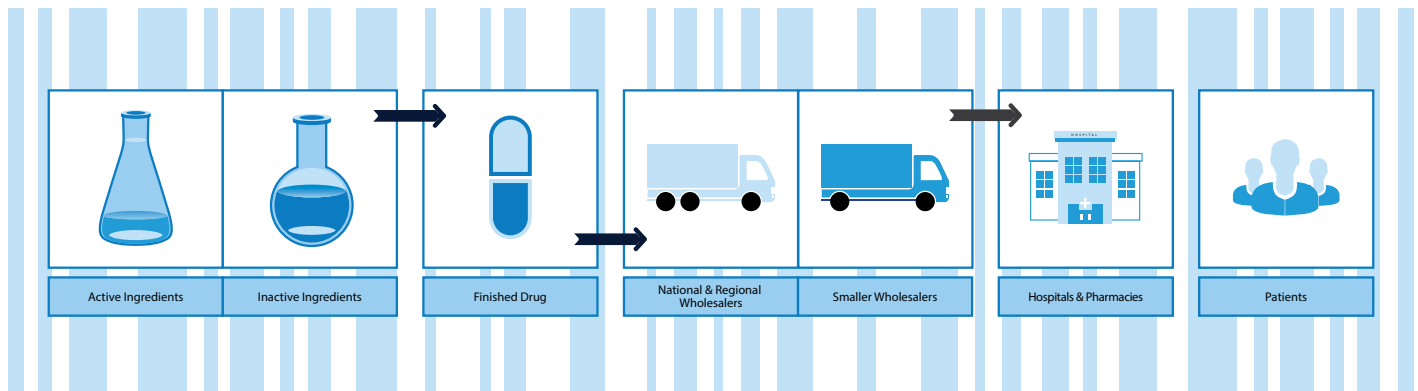 HOSPITAL
Active Ingredients
Inactive Ingredients
Finished Drug
National & Regional
Wholesalers
Smaller Wholesalers
Hospitals & Pharmacies
Patients